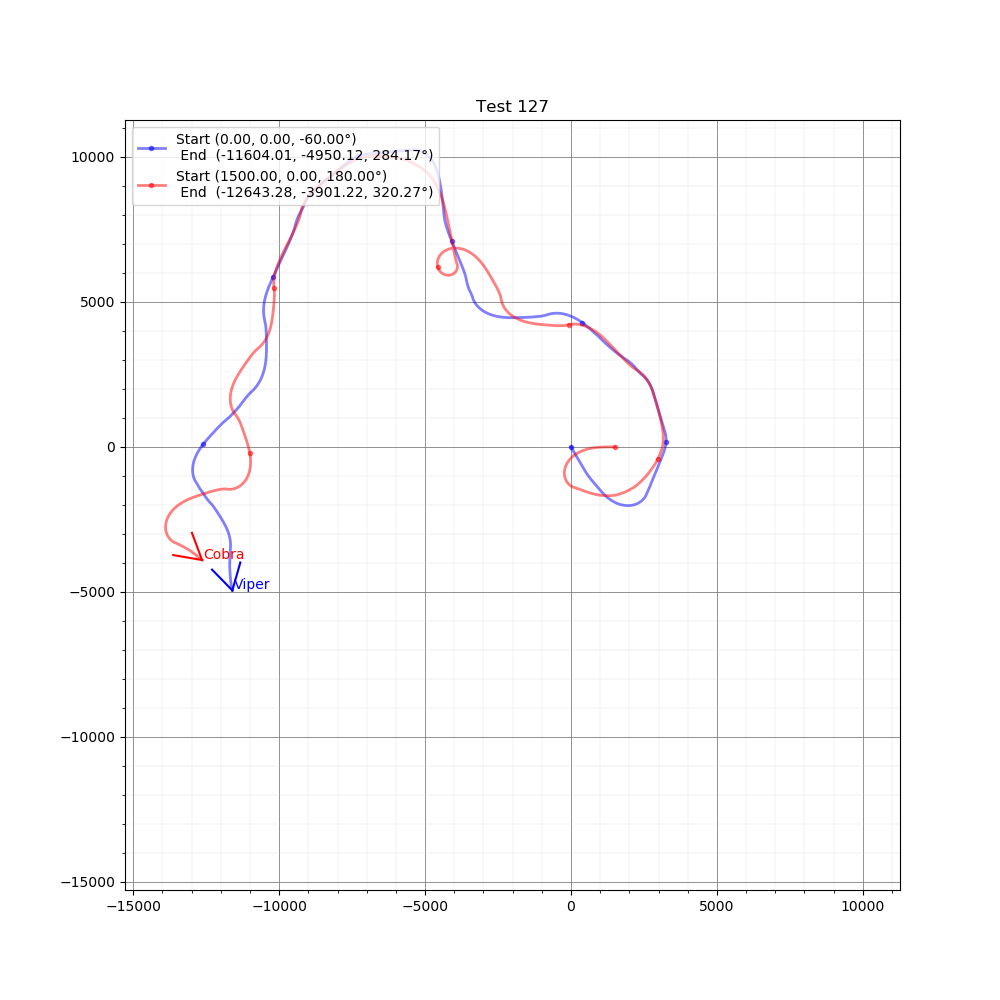 Test 127
Start (0.00, 0.00, -60.00°)
End  (-11604.01, -4950.12, 284.17°)
Start (1500.00, 0.00, 180.00°)
End  (-12643.28, -3901.22, 320.27°)
10000
5000
0
−5000
−10000
−15000
Cobra
Viper
−15000 −10000 −5000 0 5000 10000